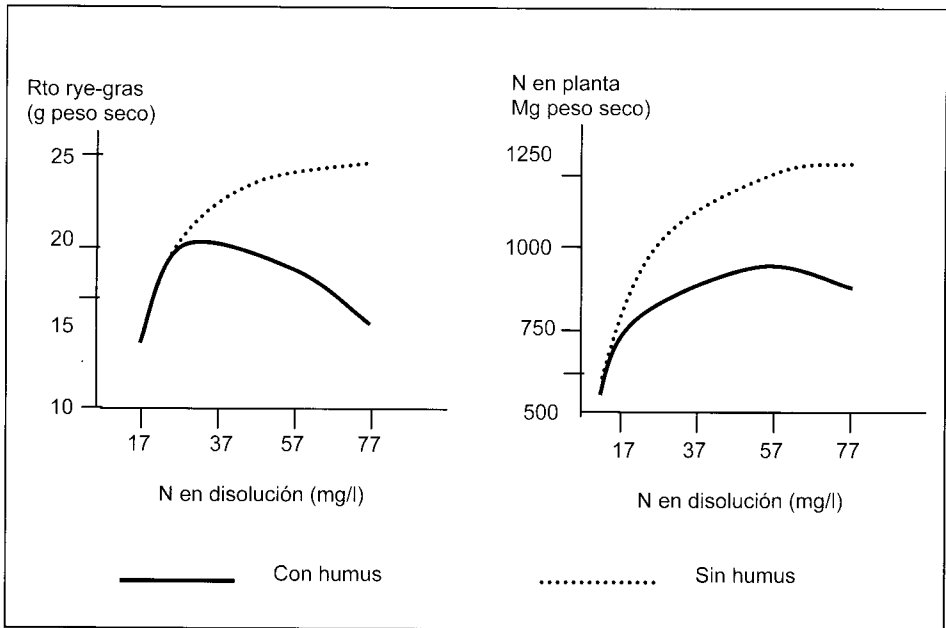 Rto rye-gras
(g peso seco)
25
20
15
10
17 37 57 77
N en disolución (mg/l)
N en planta
Mg peso seco)
1250
1000
750
500
17 37 57 77
N en disolución (mg/l)
Con humus
Sin humus